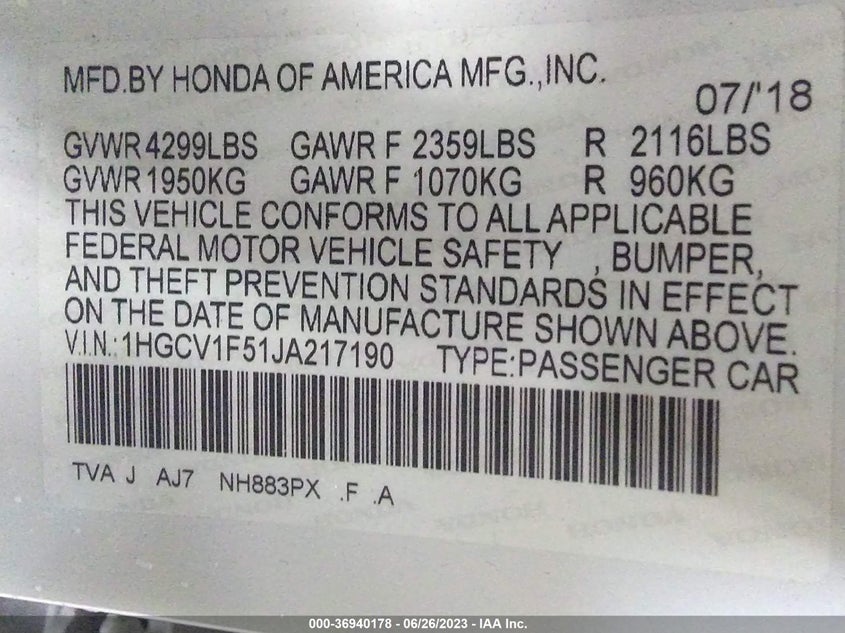 MFD.BY HONDA OF AMERICA MFG.,INC.
07/'18
GVWR 4299LBS GAWR F 2359LBS R 2116LBS
GVWR 1950KG GAWR F 1070KG R 960KG
THIS VEHICLE CONFORMS TO ALL APPLICABLE
FEDERAL MOTOR VEHICLE SAFETY , BUMPER,
AND THEFT PREVENTION STANDARDS IN EFFECT
ON THE DATE OF MANUFACTURE SHOWN ABOVE.
V.I.N.:1HGCV1F51JA217190 TYPE:PASSENGER CAR
TVA J AJ7 NH883PX .F .A
000-36940178 - 06/26/2023 - IAA Inc.